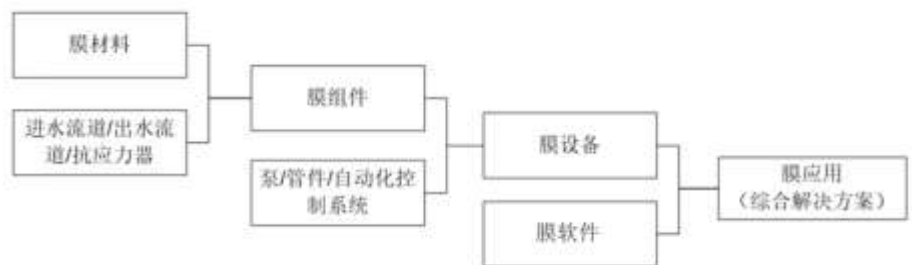 膜材料
进水流道/出水流
道/抗应力器
膜组件
泵/管件/自动化控
制系统
膜设备
膜软件
膜应用
（综合解决方案）